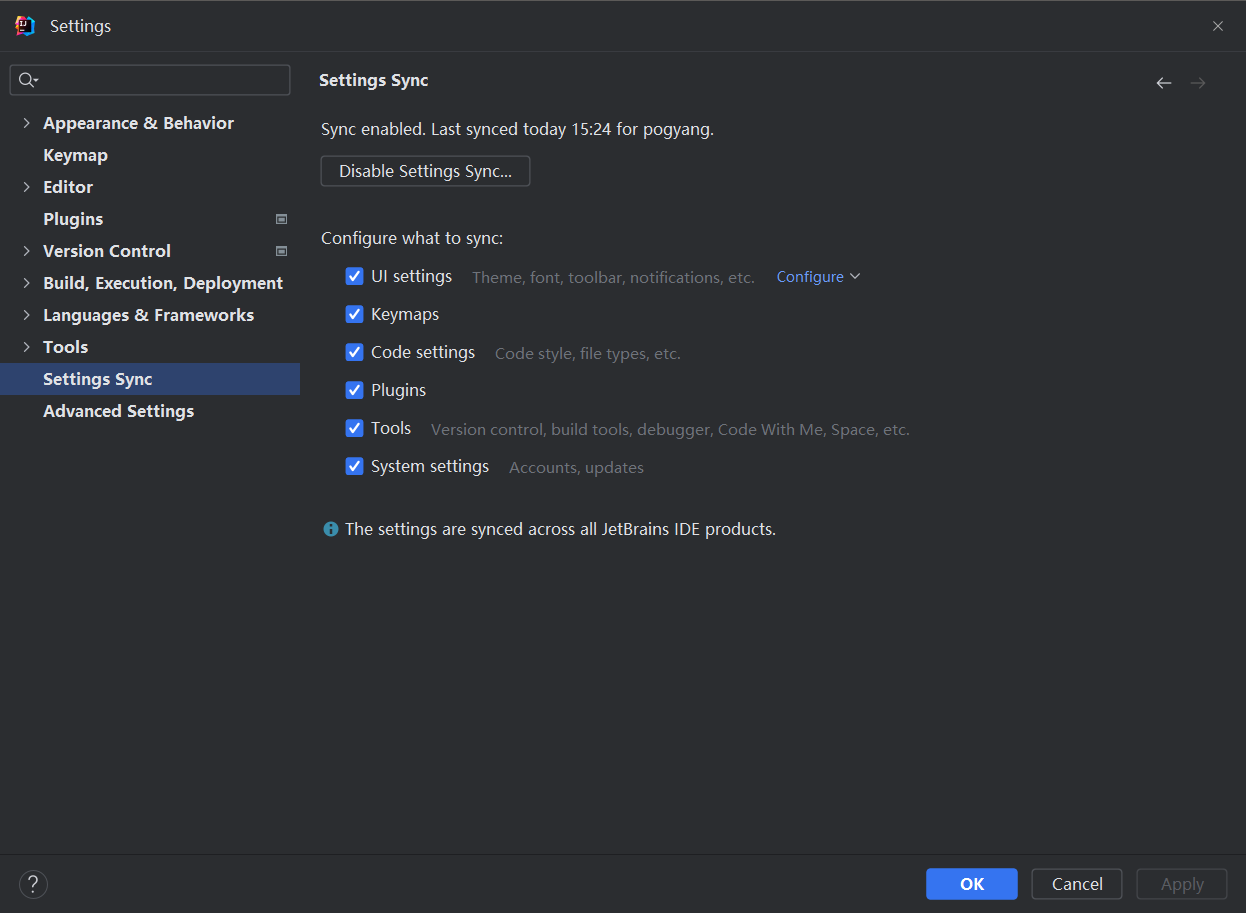 Settings
Settings Sync
Appearance & Behavior
Keymap
Editor
Plugins
Version Control
Build, Execution, Deployment
Languages & Frameworks
Tools
Settings Sync
Advanced Settings
Sync enabled. Last synced today 15:24 for pogyang.
Disable Settings Sync...
Configure what to sync:
UI settings Theme, font, toolbar, notifications, etc. Configure
Keymaps
Code settings Code style, file types, etc.
Plugins
Tools Version control, build tools, debugger, Code With Me, Space, etc.
System settings Accounts, updates
The settings are synced across all JetBrains IDE products.
? OK Cancel Apply